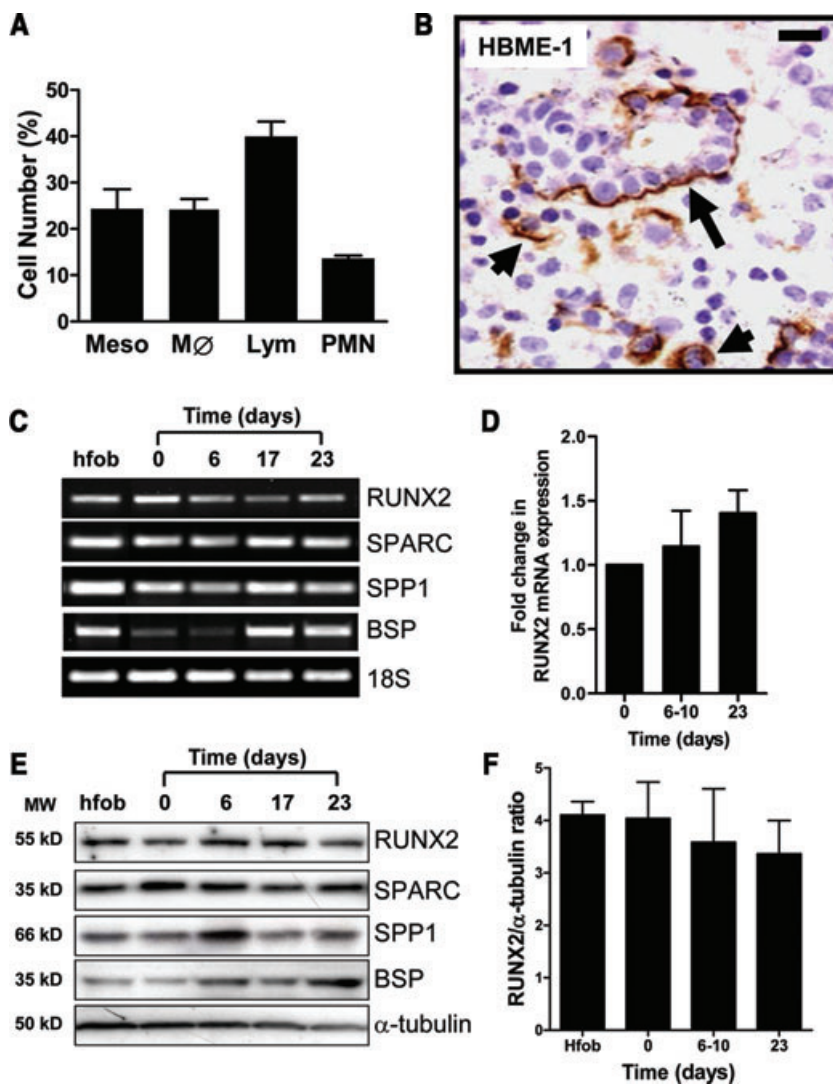 A
Cell Number (%)
50
40
30
20
10
0
Meso MØ Lym PMN
B
HBME-1
C
Time (days)
hfob 0 6 17 23
RUNX2
SPARC
SPP1
BSP
18S
D
Fold change in
RUNX2 mRNA expression
2.0
1.5
1.0
0.5
0.0
0 6-10 23
Time (days)
E
Time (days)
MW hfob 0 6 17 23
55 kD RUNX2
35 kD SPARC
66 kD SPP1
35 kD BSP
50 kD α-tubulin
F
RUNX2/α-tubulin ratio
5
4
3
2
1
0
Hfob 0 6-10 23
Time (days)